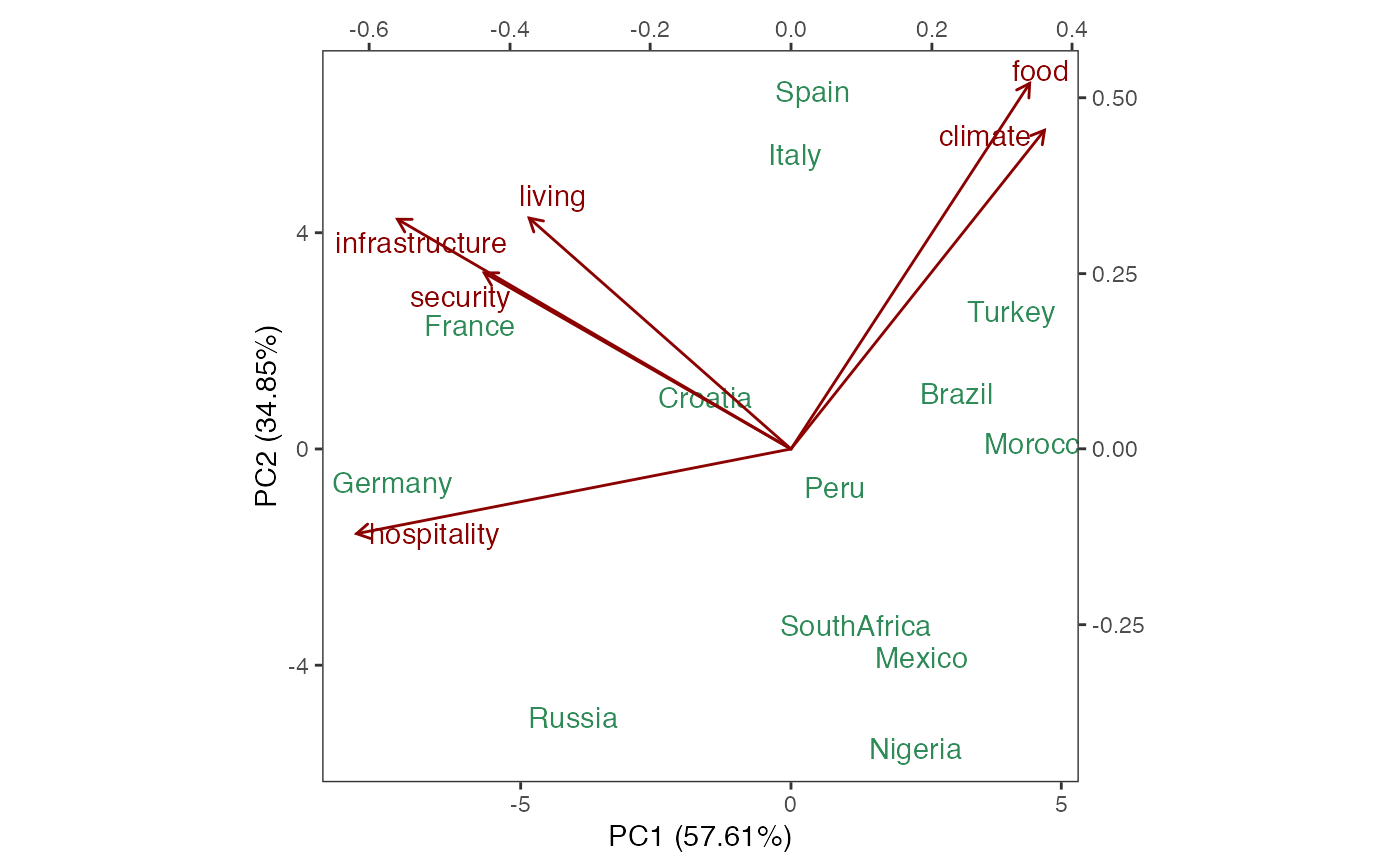 -0.6 -0.4 -0.2 0.0 0.2 0.4
food
Spain
0.50
climate
Italy
living
4
infrastructure
0.25
security
Turkey
France
Brazil
Croatia
Morocc
0 0.00
Germany
Peru
hospitality
SouthAfrica
-0.25
Mexico
-4
Russia
Nigeria
-5 0 5
PC1 (57.61%)
PC2 (34.85%)